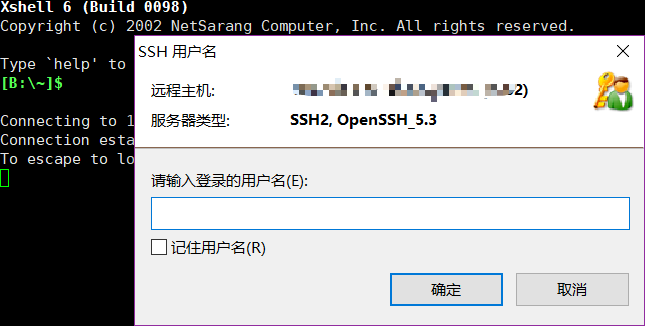 Xshell 6 (Build 0098)
Copyright (c) 2002 NetSarang Computer, Inc. All rights reserved.
SSH 用户名
Type `help' to
远程主机: 2)
[B:\~]$
服务器类型: SSH2, OpenSSH_5.3
Connecting to 1
Connection esta
To escape to lo
请输入登录的用户名(E):
记住用户名(R)
确定 取消